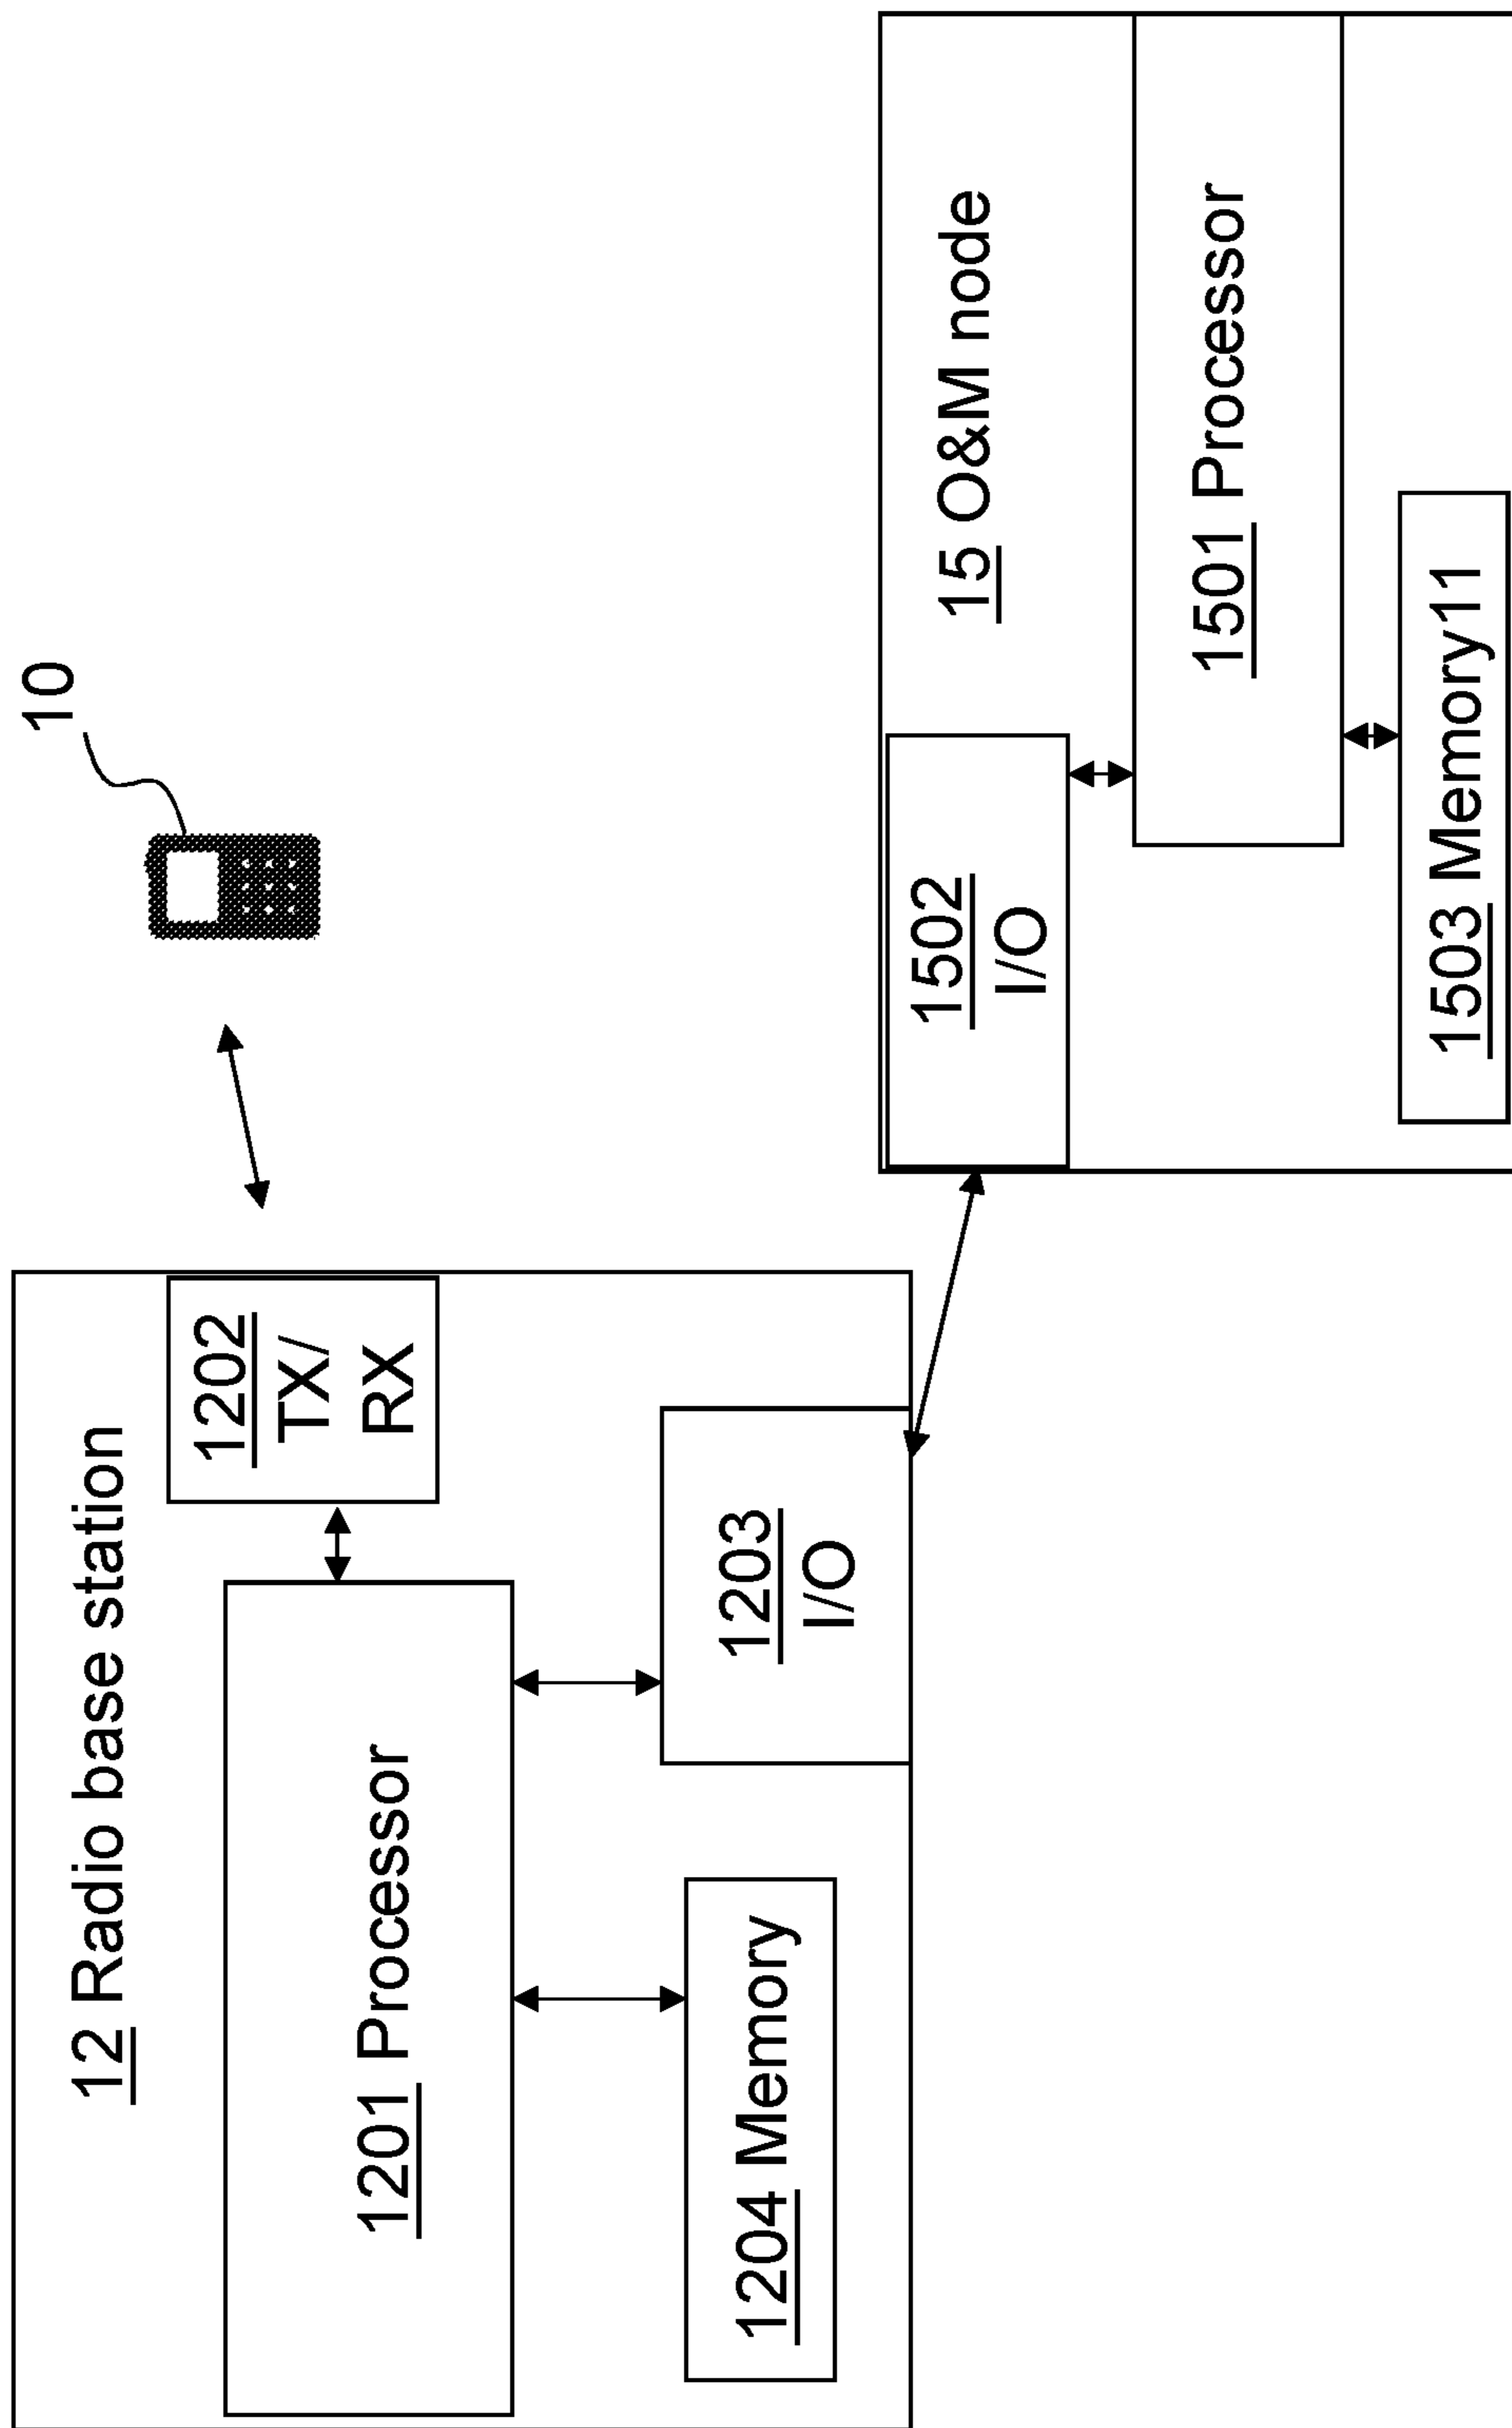 12 Radio base station
10
1202
TX/
RX
1201 Processor
1203
I/O
1204 Memory
15 O&M node
1502
I/O
1501 Processor
1503 Memory11